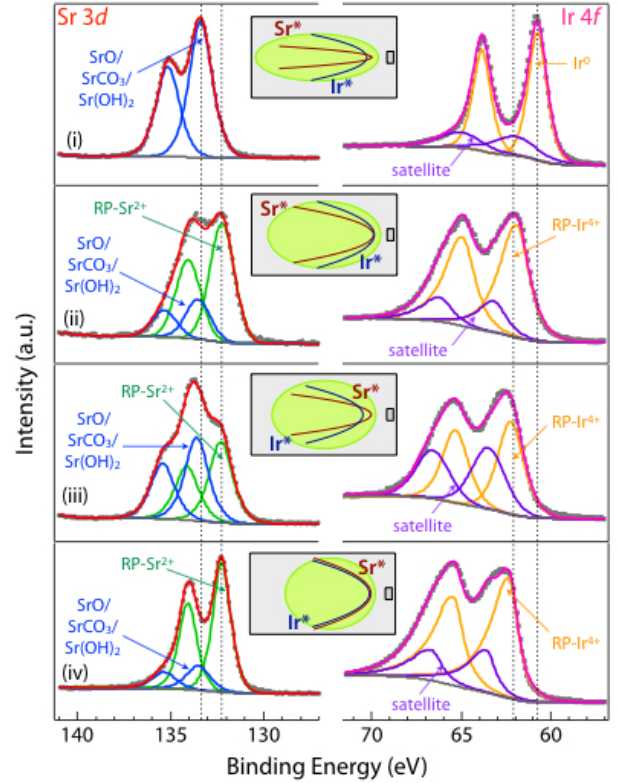 Sr 3d
Ir 4f
SrO/
SrCO₃/
Sr(OH)₂
(i)
Sr*
Ir*
Ir⁰
satellite
RP-Sr²⁺
SrO/
SrCO₃/
Sr(OH)₂
(ii)
Sr*
Ir*
RP-Ir⁴⁺
satellite
RP-Sr²⁺
SrO/
SrCO₃/
Sr(OH)₂
(iii)
Sr*
Ir*
RP-Ir⁴⁺
satellite
RP-Sr²⁺
SrO/
SrCO₃/
Sr(OH)₂
(iv)
Sr*
Ir*
RP-Ir⁴⁺
satellite
Intensity (a.u.)
140 135 130 70 65 60
Binding Energy (eV)